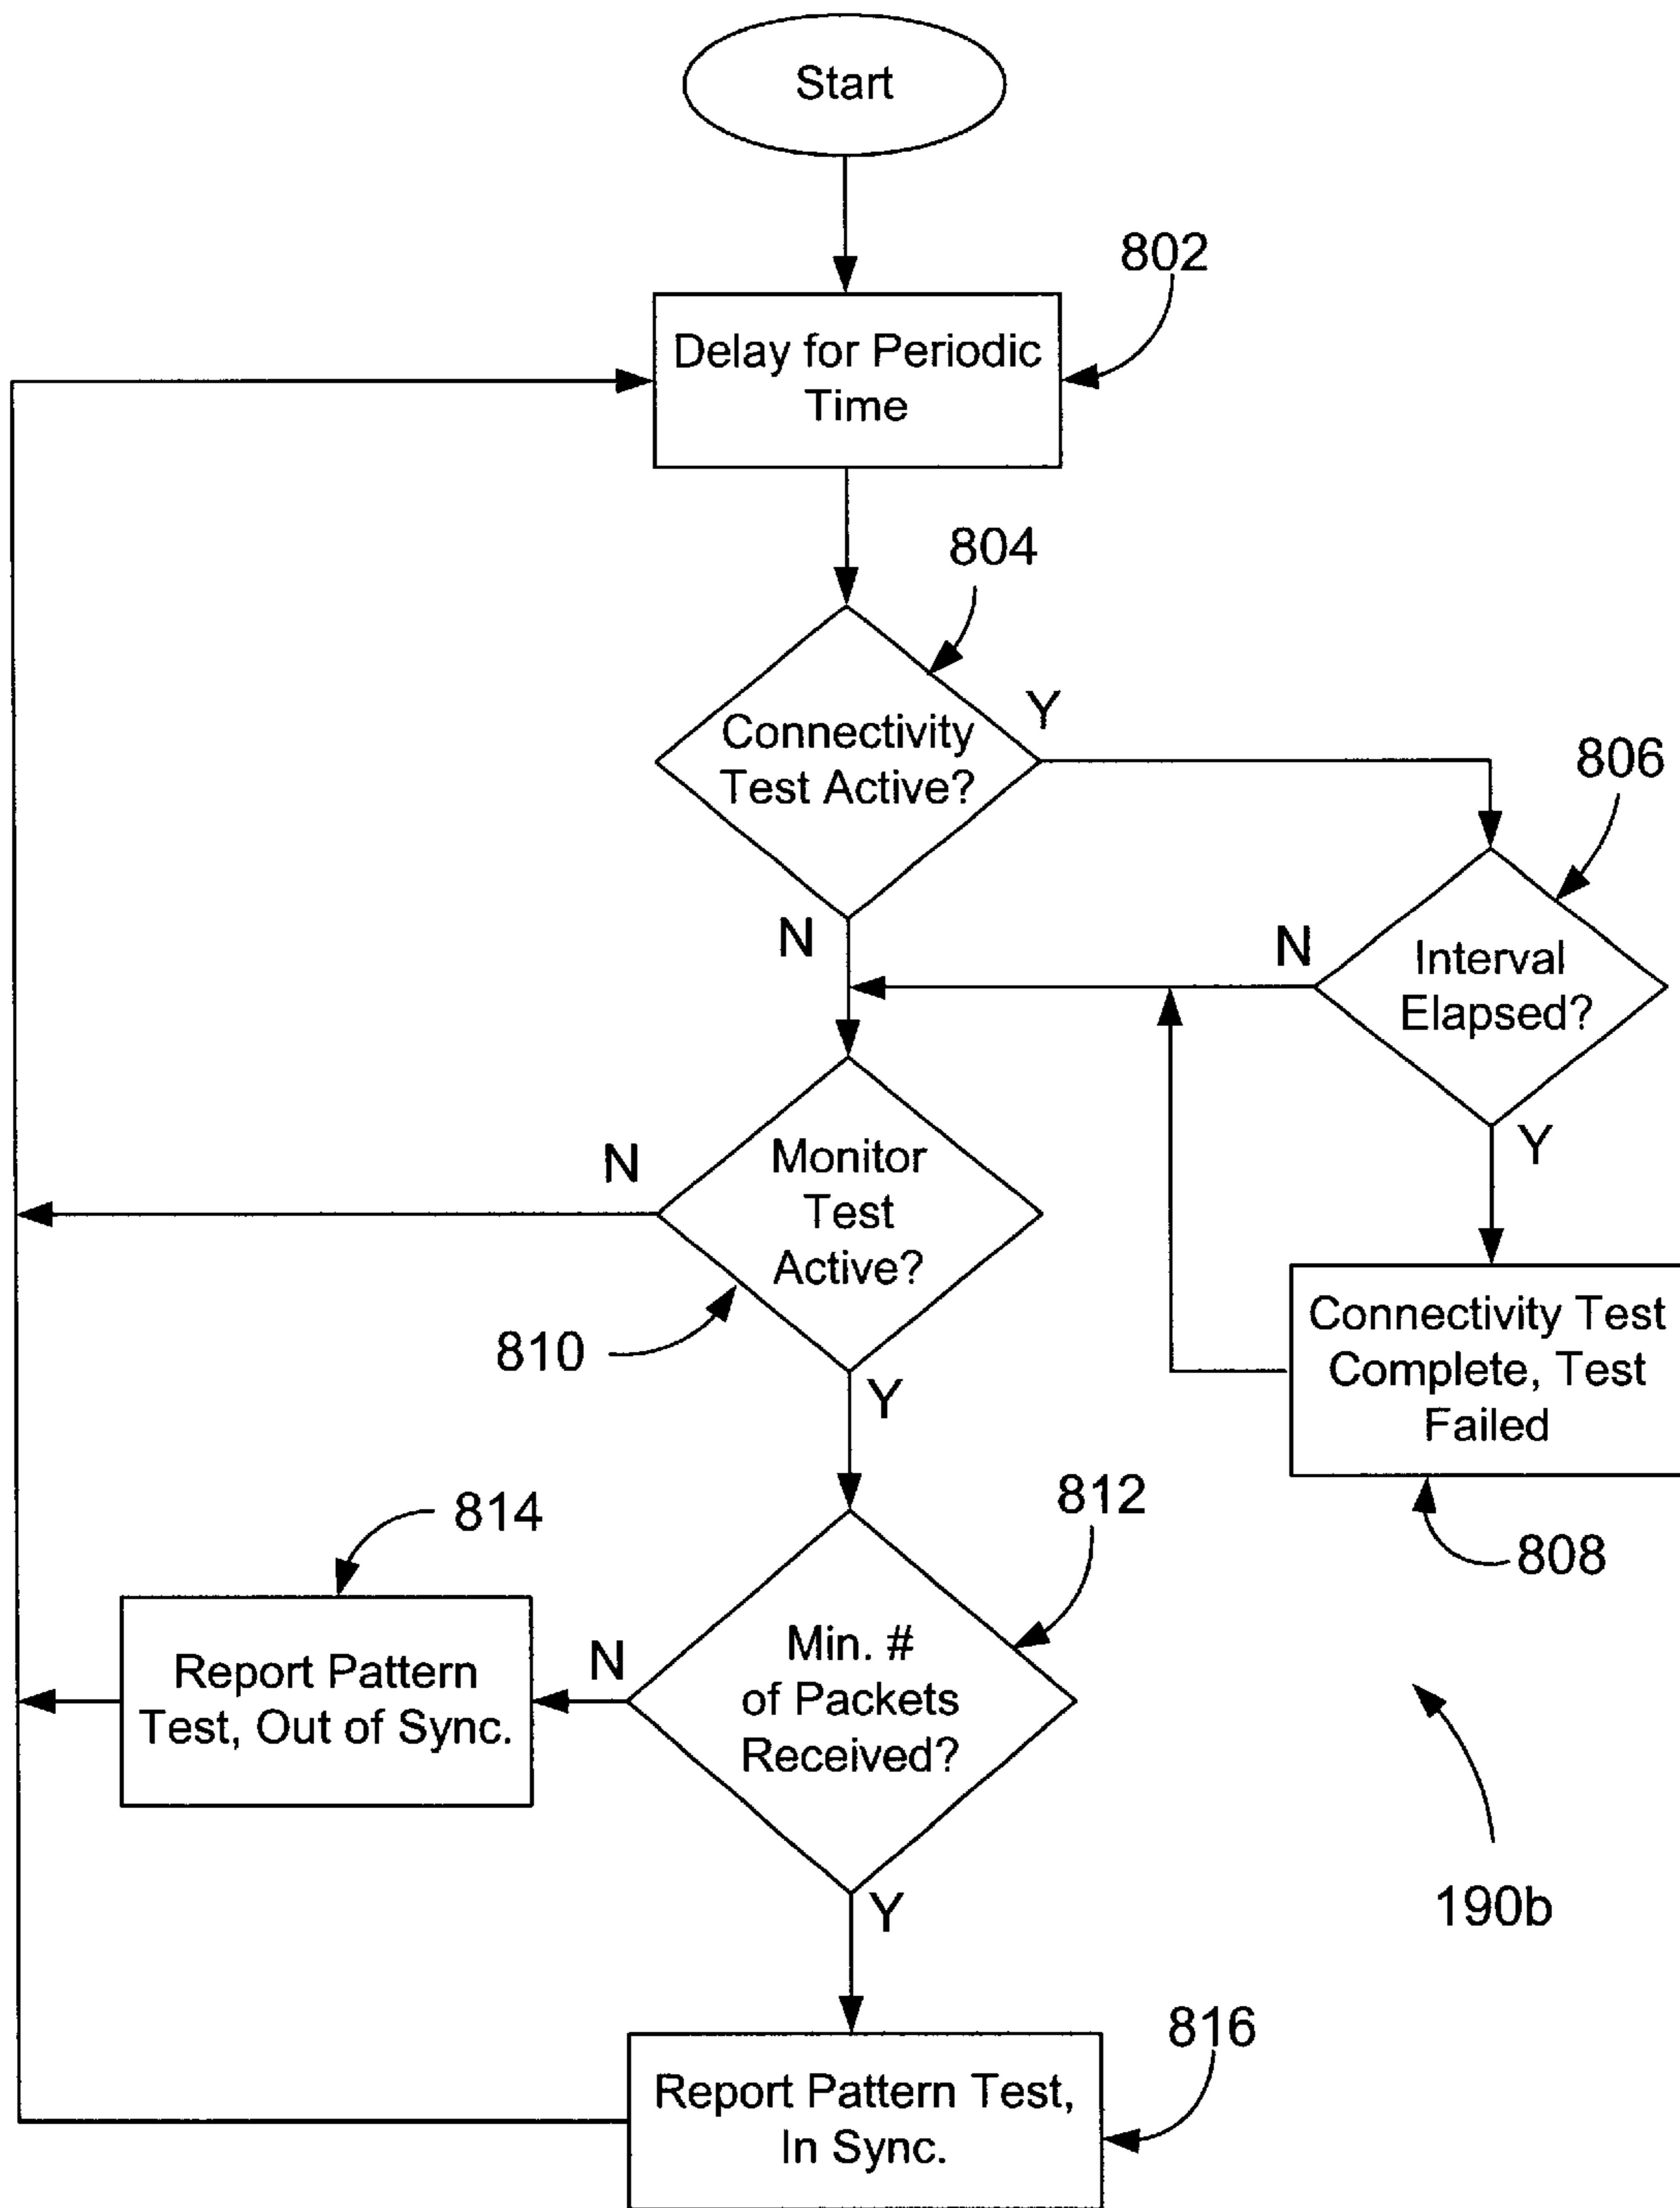 Start
802
Delay for Periodic
Time
804
Connectivity
Test Active?
Y
N
806
Interval
Elapsed?
N
Y
Monitor
Test
Active?
N
810
Y
Connectivity Test
Complete, Test
Failed
808
812
814
Min. #
of Packets
Received?
N
Report Pattern
Test, Out of Sync.
Y
190b
816
Report Pattern Test,
In Sync.